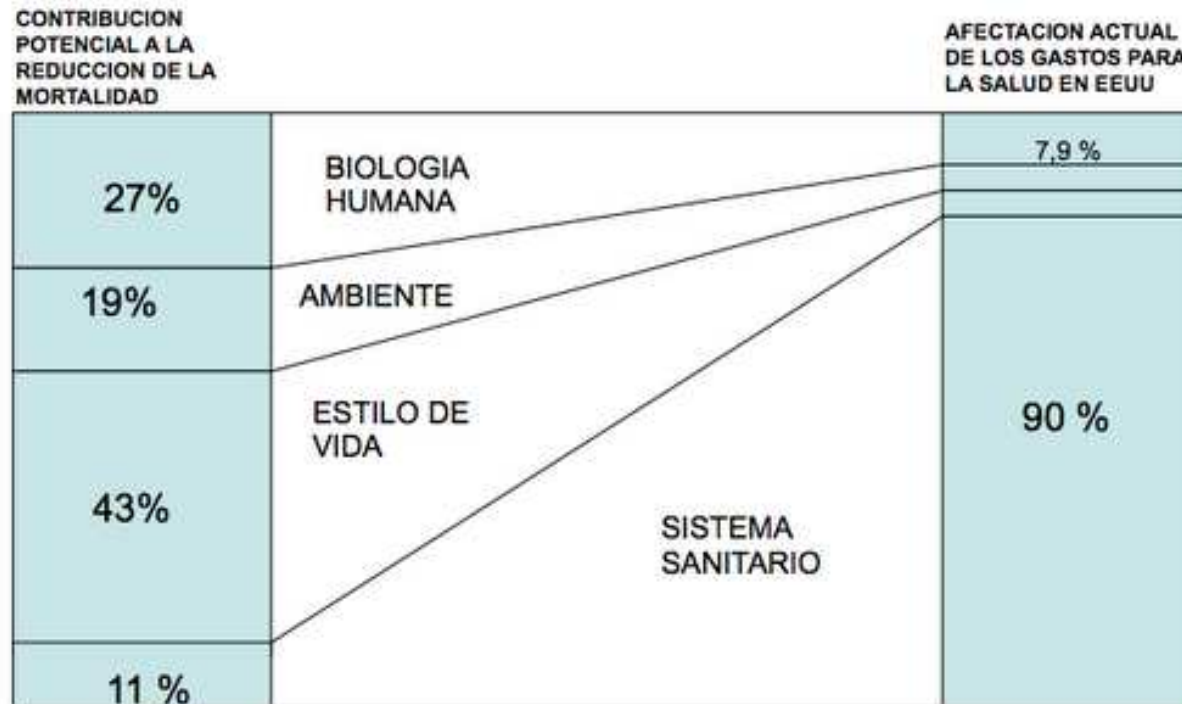 CONTRIBUCION
POTENCIAL A LA
REDUCCION DE LA
MORTALIDAD
AFECTACION ACTUAL
DE LOS GASTOS PARA
LA SALUD EN EEUU
27%
BIOLOGIA
HUMANA
7,9 %
19%
AMBIENTE
43%
ESTILO DE
VIDA
90 %
SISTEMA
SANITARIO
11 %